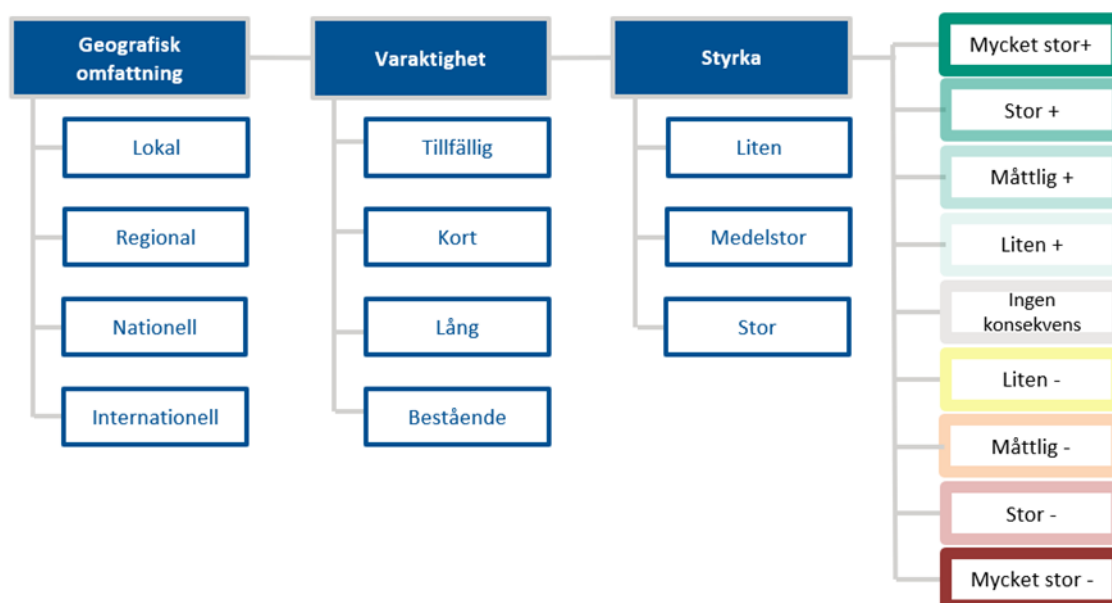 Geografisk
omfattning
Lokal
Regional
Nationell
Internationell
Varaktighet
Tillfällig
Kort
Lång
Bestående
Styrka
Liten
Medelstor
Stor
Mycket stor+
Stor +
Måttlig +
Liten +
Ingen
konsekvens
Liten -
Måttlig -
Stor -
Mycket stor -